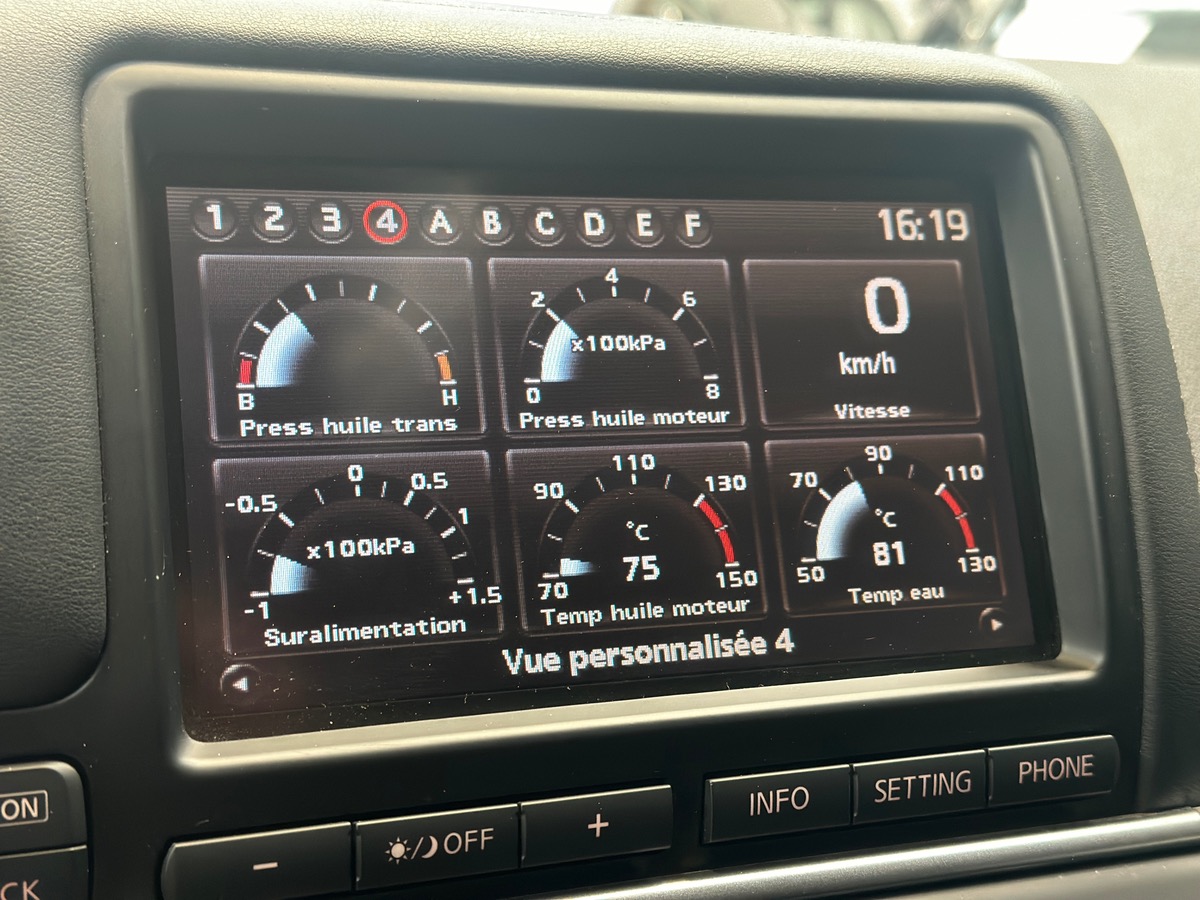 1 2 3 4 A B C D E F 16:19
B H
Press huile trans
0 2 4 6 8
x100kPa
Press huile moteur
0
km/h
Vitesse
-1 -0.5 0 0.5 1 +1.5
x100kPa
Suralimentation
70 90 110 130 150
°C
75
Temp huile moteur
50 70 90 110 130
°C
81
Temp eau
Vue personnalisée 4
ON
CK
- OFF + INFO SETTING PHONE